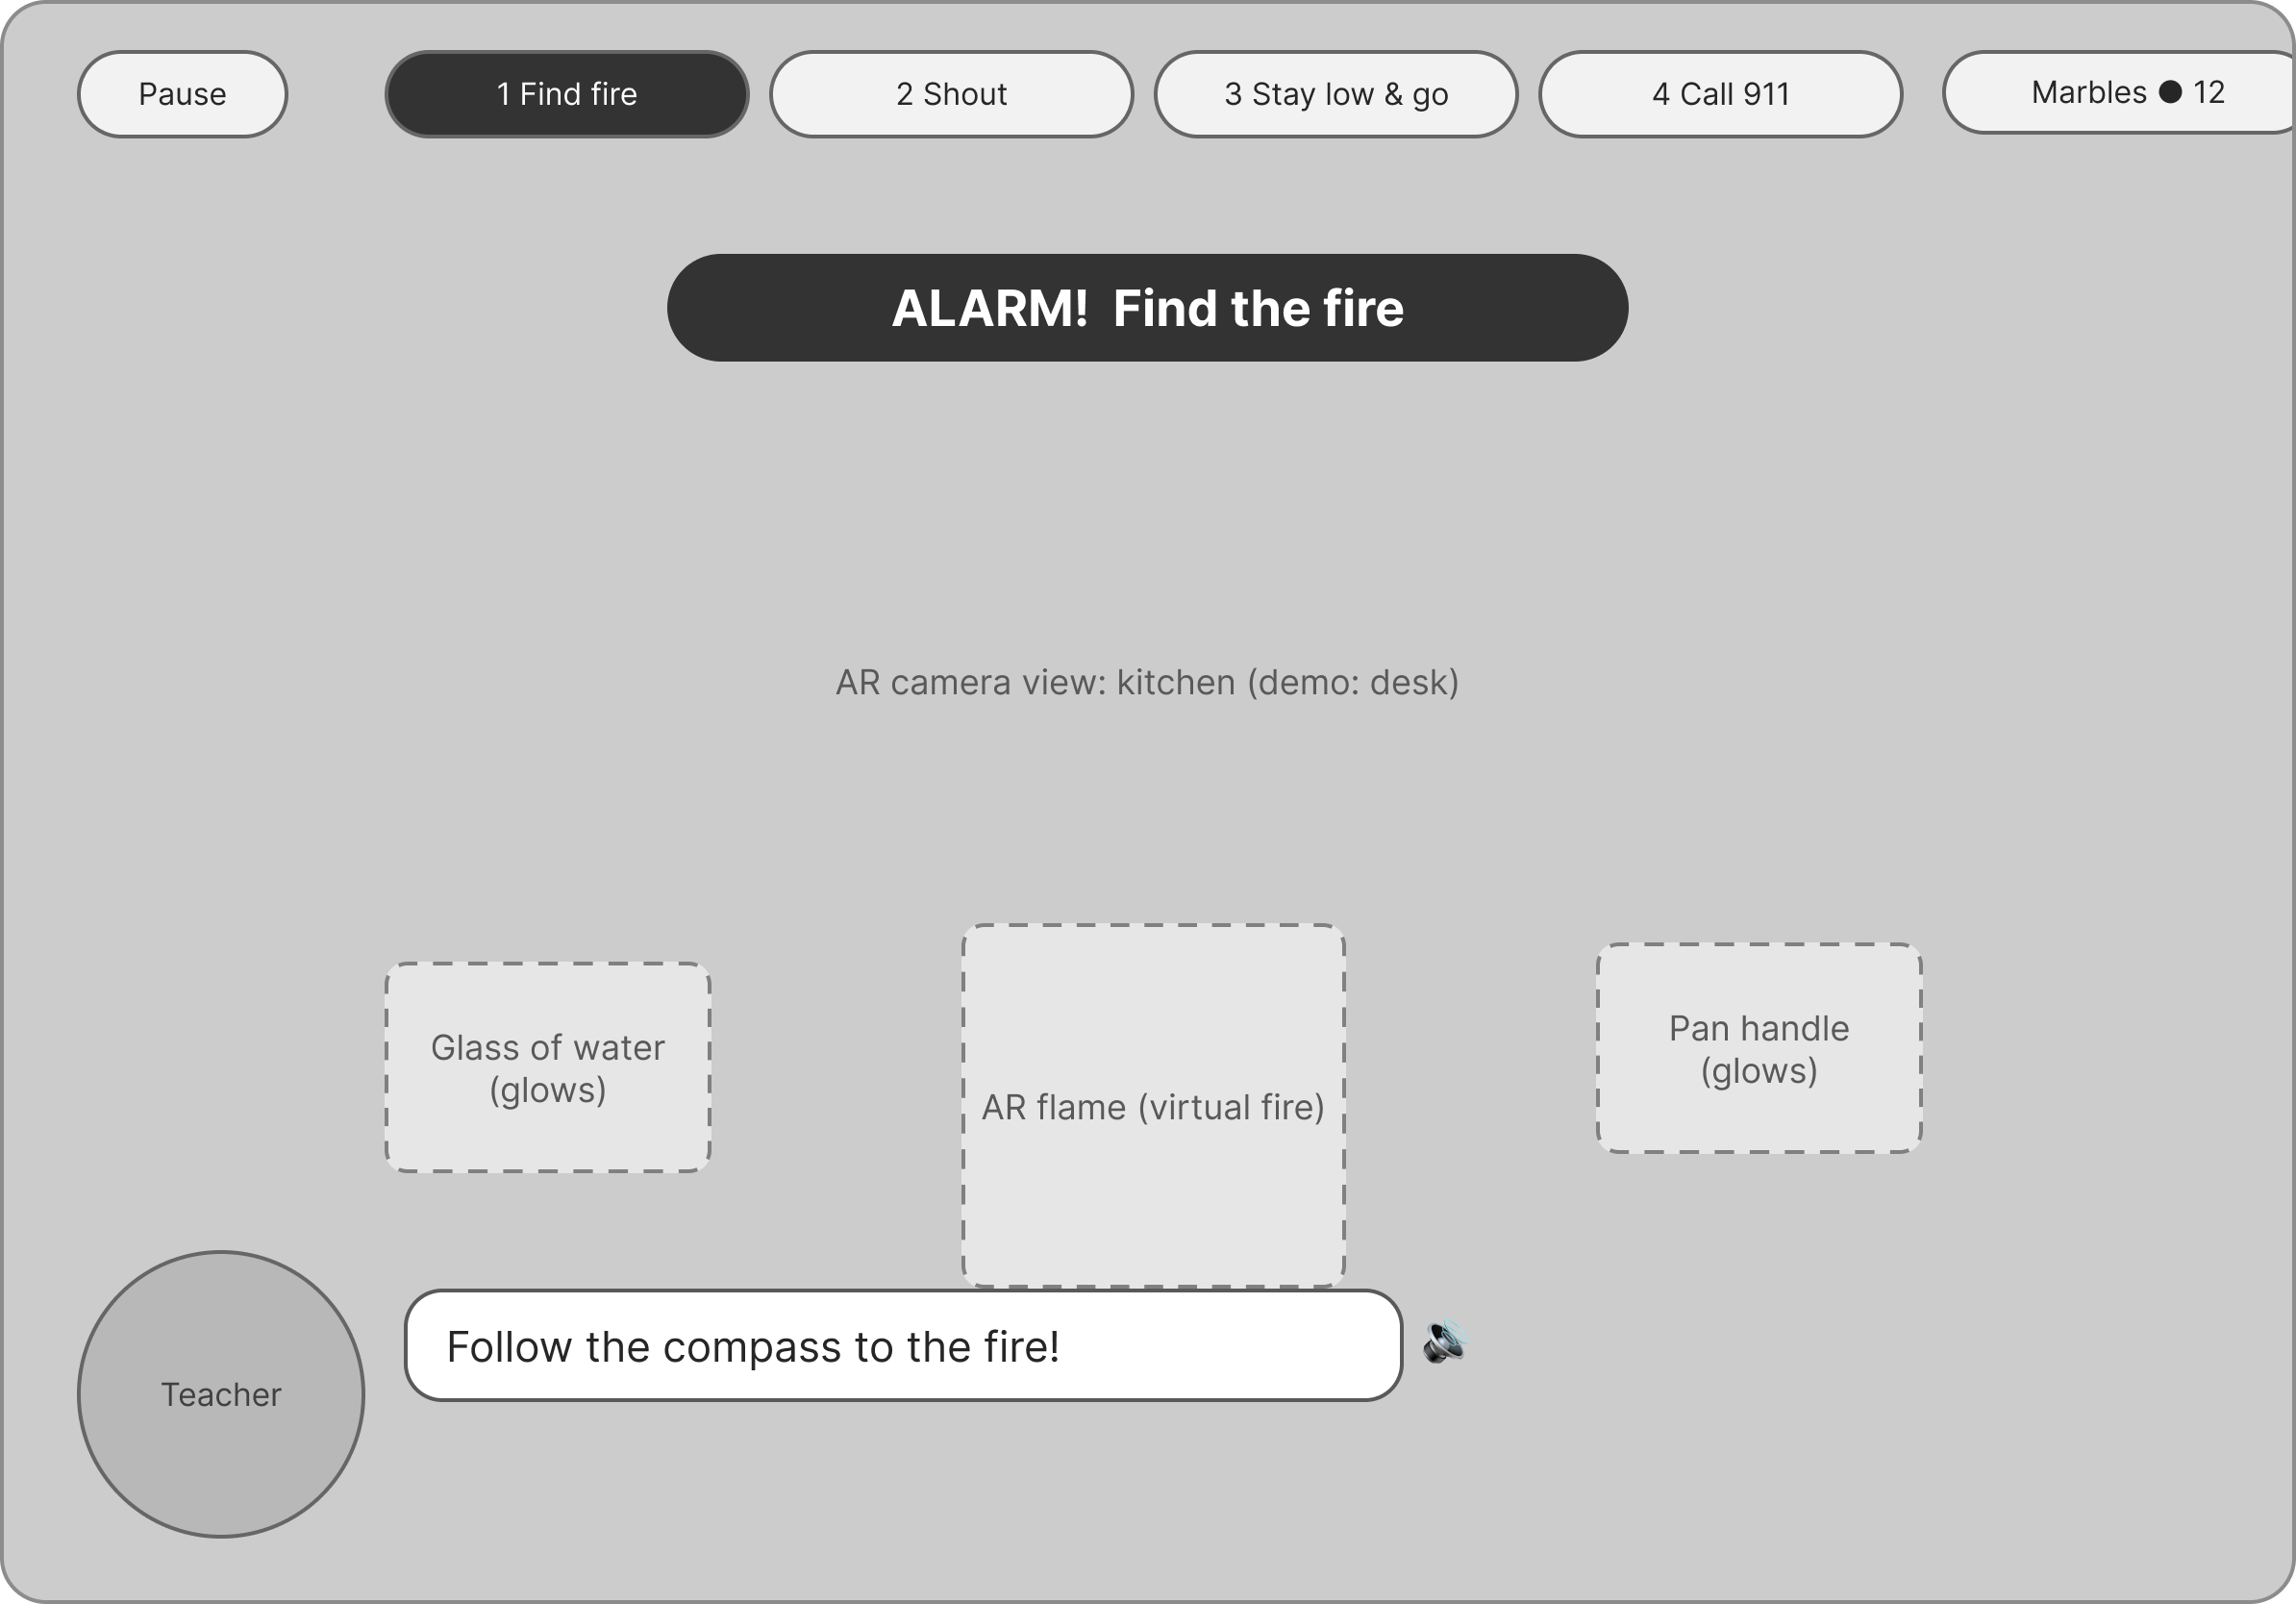 Pause
1 Find fire
2 Shout
3 Stay low & go
4 Call 911
Marbles ● 12
ALARM!  Find the fire
AR camera view: kitchen (demo: desk)
Glass of water
(glows)
AR flame (virtual fire)
Pan handle
(glows)
Teacher
Follow the compass to the fire!